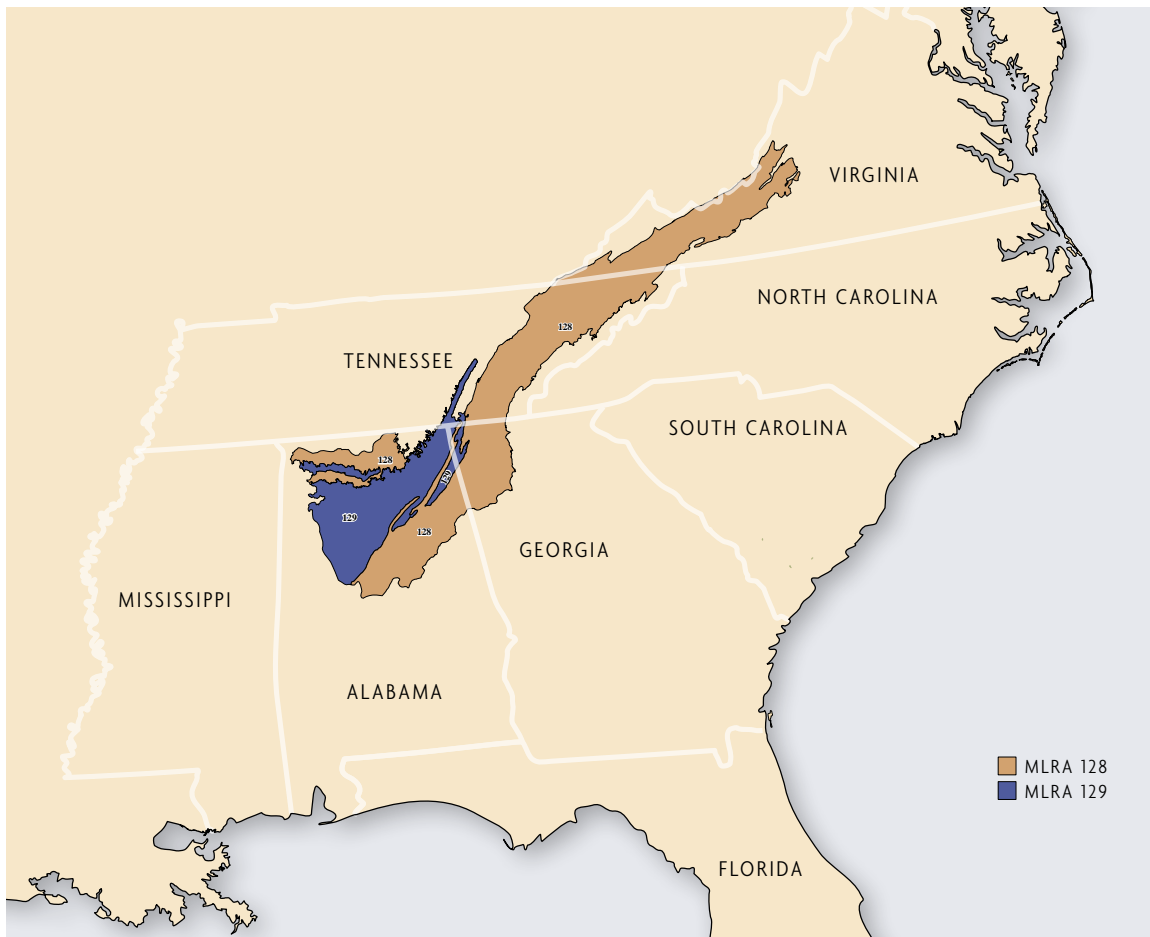 VIRGINIA
NORTH CAROLINA
128
TENNESSEE
SOUTH CAROLINA
128
129
129
128
GEORGIA
MISSISSIPPI
ALABAMA
MLRA 128
MLRA 129
FLORIDA